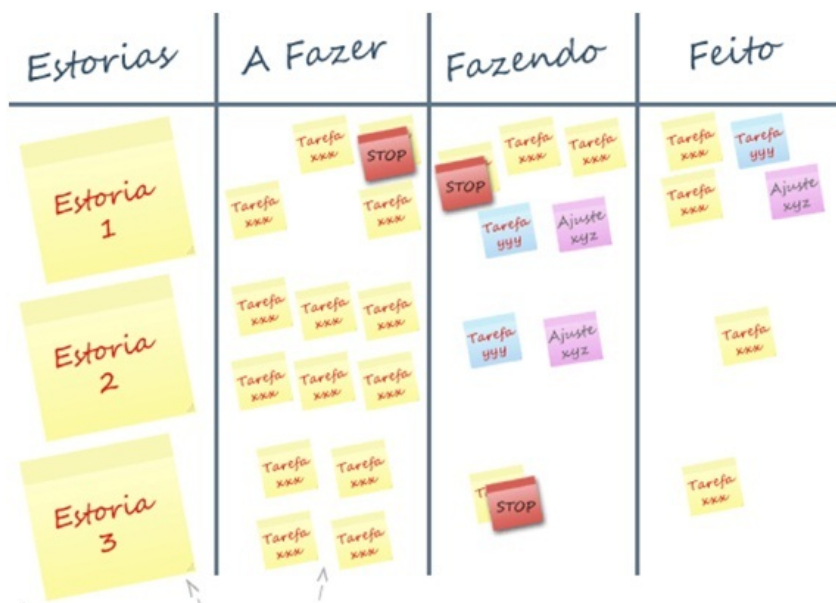 Estorias
A Fazer
Fazendo
Feito
Estoria
1
Tarefa
xxx
STOP
Tarefa
xxx
Tarefa
xxx
STOP
Tarefa
xxx
Tarefa
xxx
Tarefa
yyy
Ajuste
xyz
Tarefa
xxx
Tarefa
yyy
Tarefa
xxx
Ajuste
xyz
Estoria
2
Tarefa
xxx
Tarefa
xxx
Tarefa
xxx
Tarefa
xxx
Tarefa
xxx
Tarefa
xxx
Tarefa
yyy
Ajuste
xyz
Tarefa
xxx
Estoria
3
Tarefa
xxx
Tarefa
xxx
Tarefa
xxx
Tarefa
xxx
STOP
Tarefa
xxx